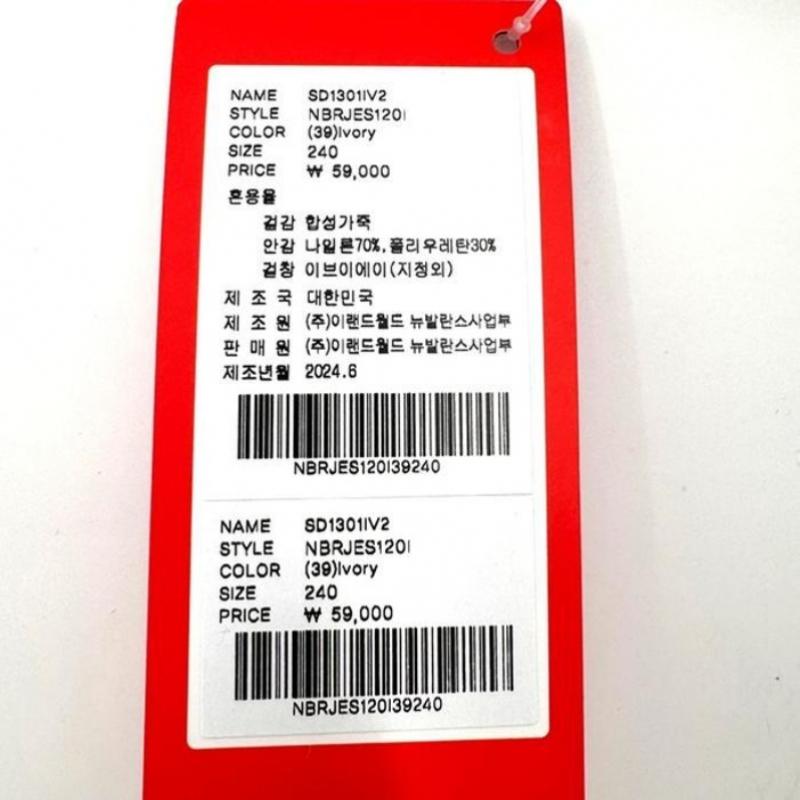 NAME SD1301IV2
STYLE NBRJES120I
COLOR (39)Ivory
SIZE 240
PRICE ₩ 59,000
혼용율
겉감 합성가죽
안감 나일론70%,폴리우레탄30%
겉창 이브이에이(지정외)
제 조 국 대한민국
제 조 원 (주)이랜드월드 뉴발란스사업부
판 매 원 (주)이랜드월드 뉴발란스사업부
제조년월 2024.6
NBRJES120I39240
NAME SD1301IV2
STYLE NBRJES120I
COLOR (39)Ivory
SIZE 240
PRICE ₩ 59,000
NBRJES120I39240